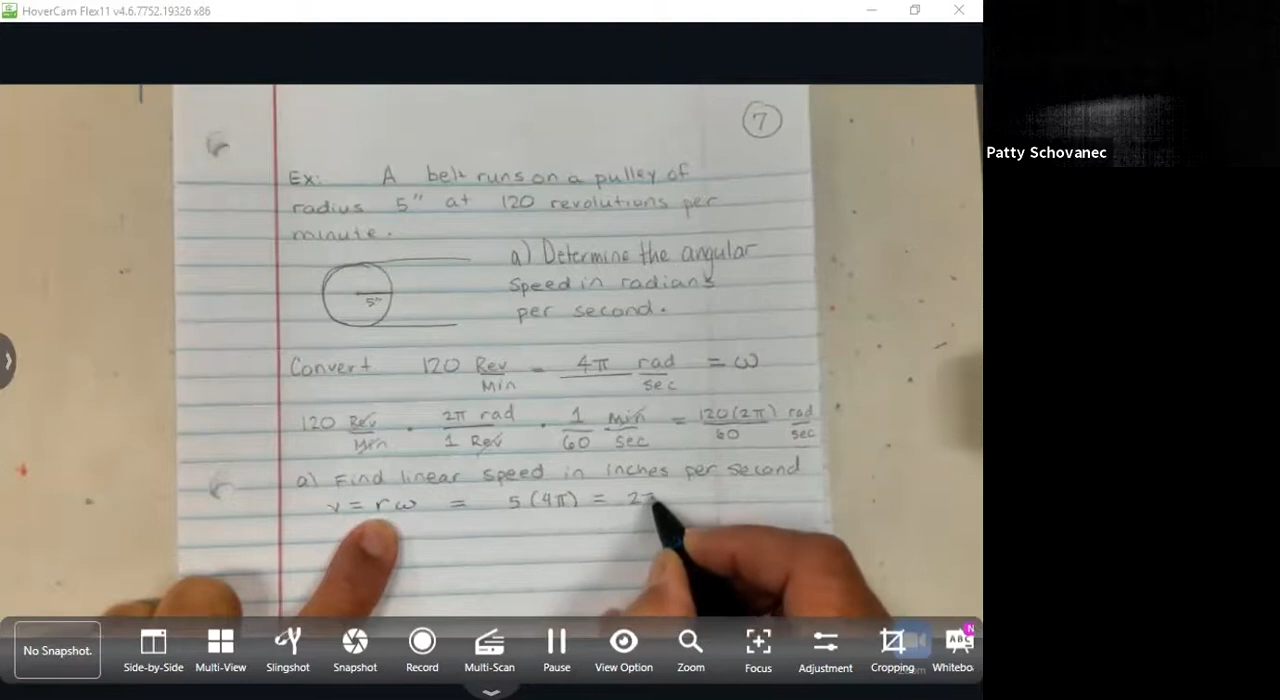 HoverCam Flex11 v4.6.7752.19326 x86
Patty Schovanec
7
Ex: A belt runs on a pulley of
radius 5" at 120 revolutions per
minute.
a) Determine the angular
speed in radians
per second.
5"
Convert 120 Rev/Min = 4π rad/sec = ω
120 Rev/Min · 2π rad/1 Rev · 1/60 Min/sec = 120(2π)/60 rad/sec
a) Find linear speed in inches per second
v = rω = 5(4π) = 2
No Snapshot.
Side-by-Side Multi-View Slingshot Snapshot Record Multi-Scan Pause View Option Zoom Focus Adjustment Cropping Whiteboa
N
ABC